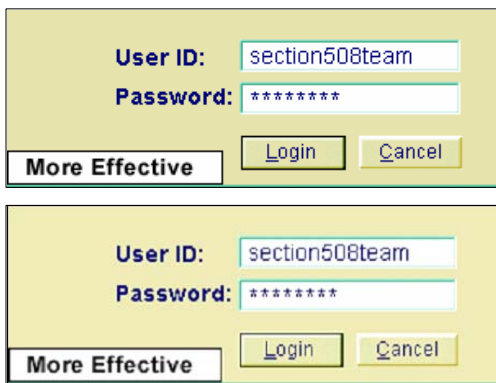 User ID: section508team
Password: ********
Login Cancel
More Effective
User ID: section508team
Password: ********
Login Cancel
More Effective